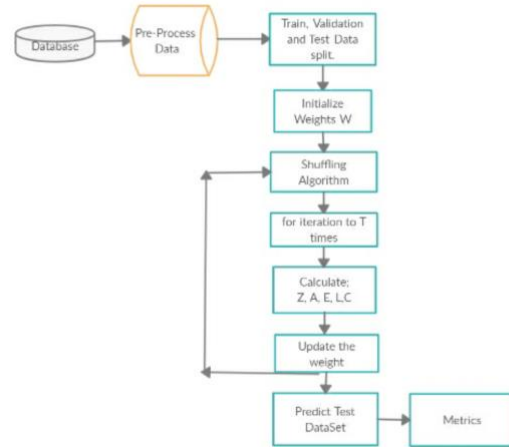 Database
Pre-Process
Data
Train, Validation
and Test Data
split.
Initialize
Weights W
Shuffling
Algorithm
for iteration to T
times
Calculate;
Z, A, E, L,C
Update the
weight
Predict Test
DataSet
Metrics